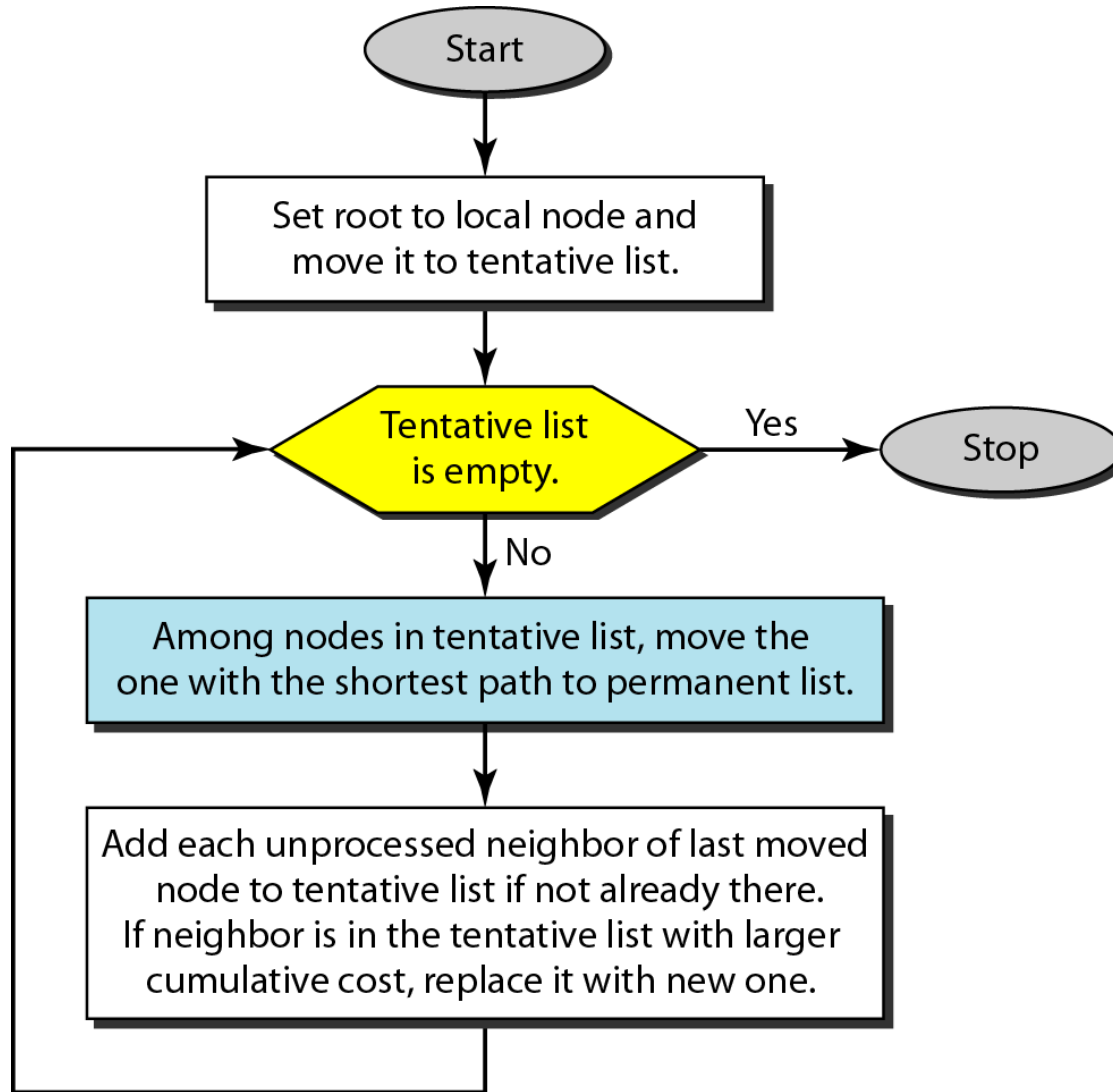 Start
Set root to local node and
move it to tentative list.
Tentative list
is empty.
Yes
Stop
No
Among nodes in tentative list, move the
one with the shortest path to permanent list.
Add each unprocessed neighbor of last moved
node to tentative list if not already there.
If neighbor is in the tentative list with larger
cumulative cost, replace it with new one.